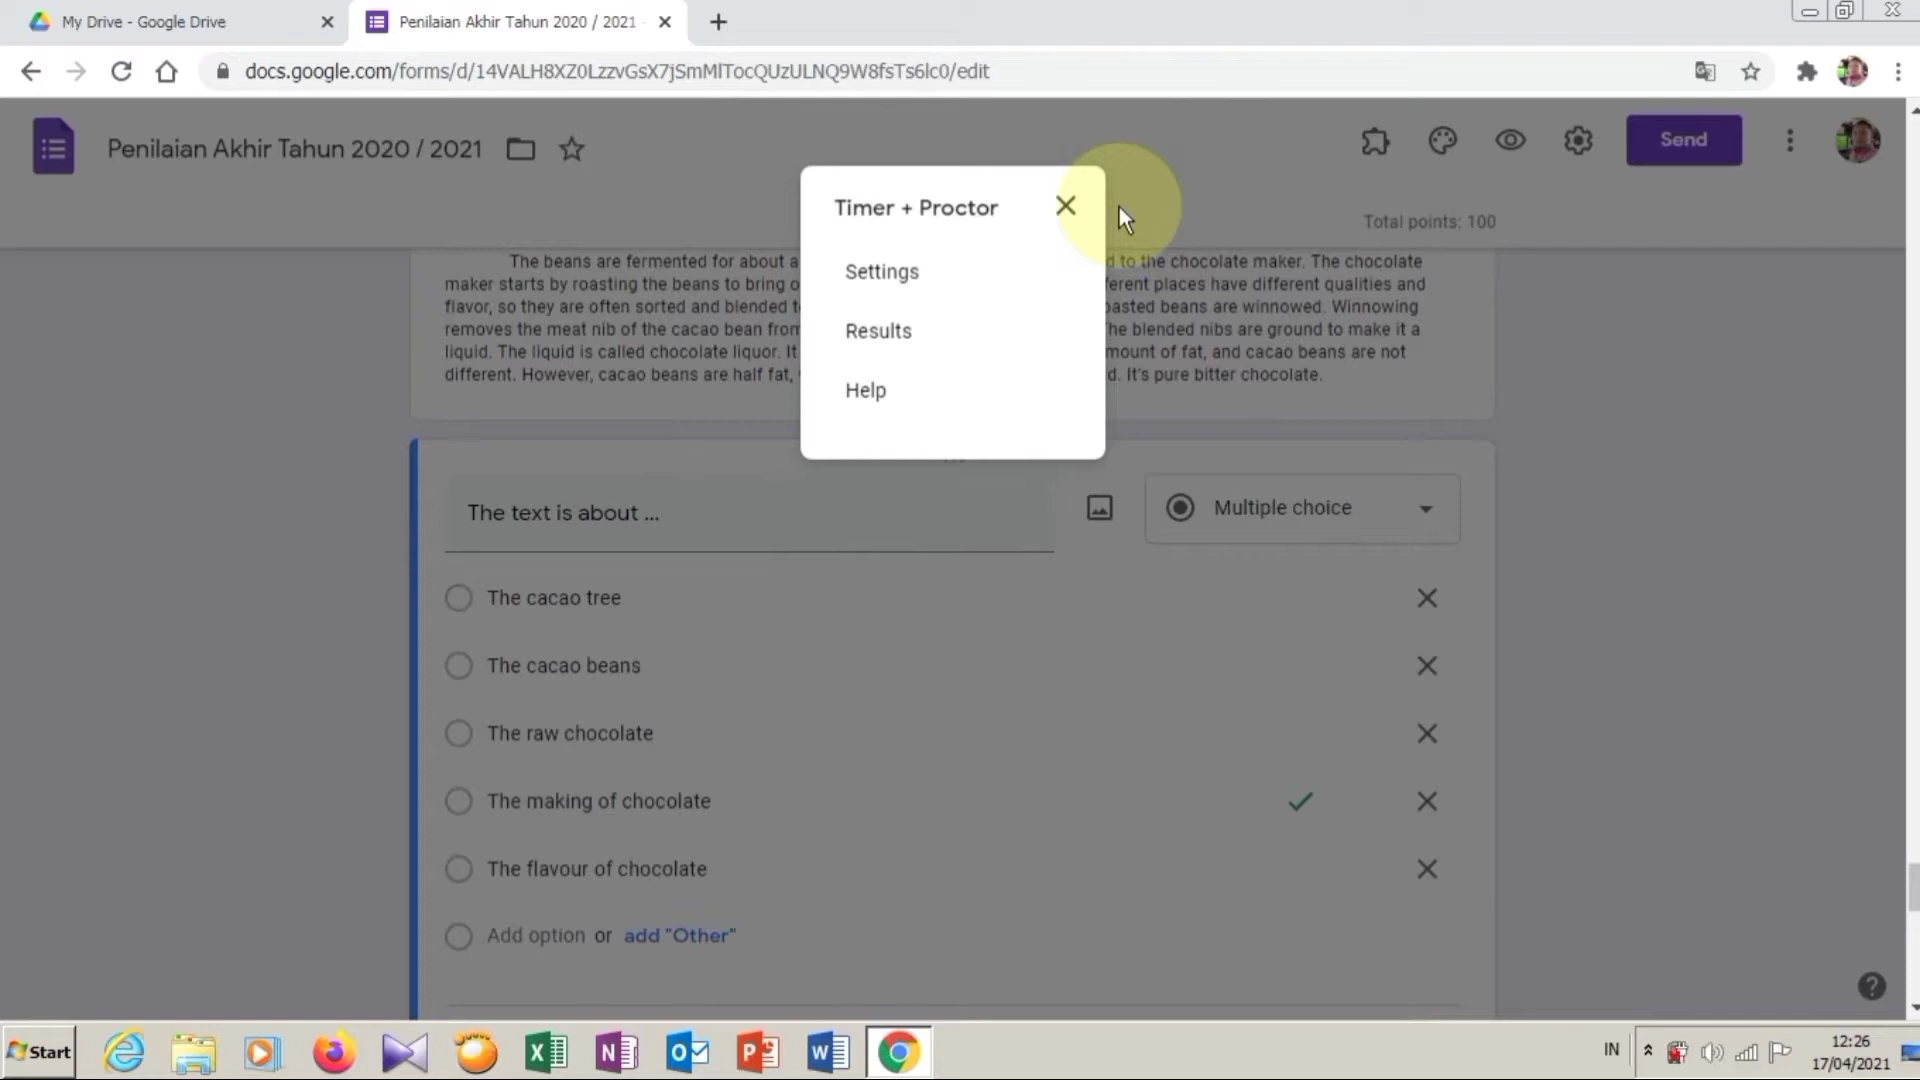 My Drive - Google Drive
Penilaian Akhir Tahun 2020 / 2021 -
docs.google.com/forms/d/14VALH8XZ0LzzvGsX7jSmMlTocQUzULNQ9W8fsTs6lc0/edit
Penilaian Akhir Tahun 2020 / 2021
Send
Total points: 100
Timer + Proctor
Settings
Results
Help
The beans are fermented for about a
d to the chocolate maker. The chocolate
maker starts by roasting the beans to bring o
ferent places have different qualities and
flavor, so they are often sorted and blended t
oasted beans are winnowed. Winnowing
removes the meat nib of the cacao bean from
he blended nibs are ground to make it a
liquid. The liquid is called chocolate liquor. It
mount of fat, and cacao beans are not
different. However, cacao beans are half fat,
d. It's pure bitter chocolate.
The text is about ...
Multiple choice
The cacao tree
The cacao beans
The raw chocolate
The making of chocolate
The flavour of chocolate
Add option or add "Other"
Start
IN
12:26
17/04/2021